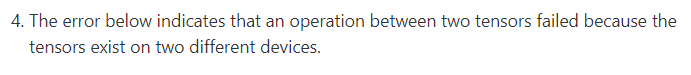 4. The error below indicates that an operation between two tensors failed because the
tensors exist on two different devices.